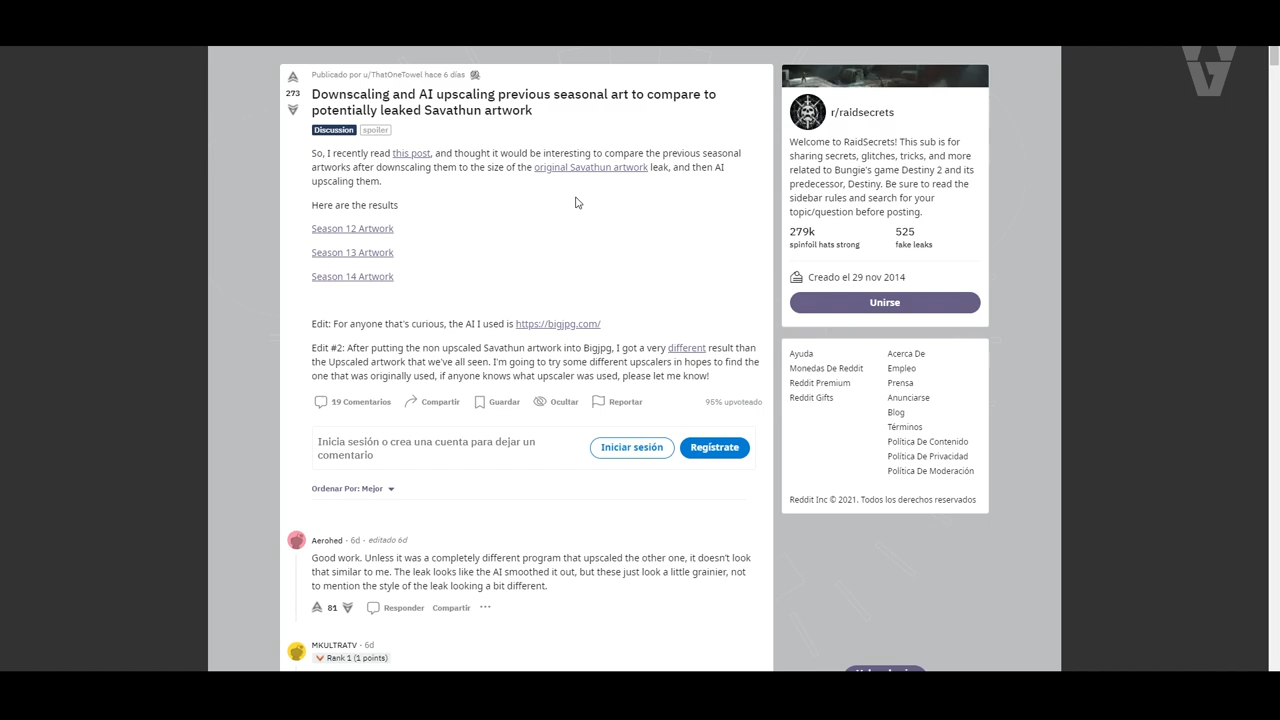 Publicado por u/ThatOneTowel hace 6 días
273
Downscaling and AI upscaling previous seasonal art to compare to
potentially leaked Savathun artwork
Discussion spoiler
So, I recently read this post, and thought it would be interesting to compare the previous seasonal
artworks after downscaling them to the size of the original Savathun artwork leak, and then AI
upscaling them.
Here are the results
Season 12 Artwork
Season 13 Artwork
Season 14 Artwork
Edit: For anyone that's curious, the AI I used is https://bigjpg.com/
Edit #2: After putting the non upscaled Savathun artwork into Bigjpg, I got a very different result than
the Upscaled artwork that we've all seen. I'm going to try some different upscalers in hopes to find the
one that was originally used, if anyone knows what upscaler was used, please let me know!
19 Comentarios Compartir Guardar Ocultar Reportar 95% upvoteado
Inicia sesión o crea una cuenta para dejar un
comentario
Iniciar sesión Regístrate
Ordenar Por: Mejor
Aerohed · 6d · editado 6d
Good work. Unless it was a completely different program that upscaled the other one, it doesn't look
that similar to me. The leak looks like the AI smoothed it out, but these just look a little grainier, not
to mention the style of the leak looking a bit different.
81 Responder Compartir ···
MKULTRATV · 6d
Rank 1 (1 points)
r/raidsecrets
Welcome to RaidSecrets! This sub is for
sharing secrets, glitches, tricks, and more
related to Bungie's game Destiny 2 and its
predecessor, Destiny. Be sure to read the
sidebar rules and search for your
topic/question before posting.
279k 525
spinfoil hats strong fake leaks
Creado el 29 nov 2014
Unirse
Ayuda Acerca De
Monedas De Reddit Empleo
Reddit Premium Prensa
Reddit Gifts Anunciarse
Blog
Términos
Política De Contenido
Política De Privacidad
Política De Moderación
Reddit Inc © 2021. Todos los derechos reservados